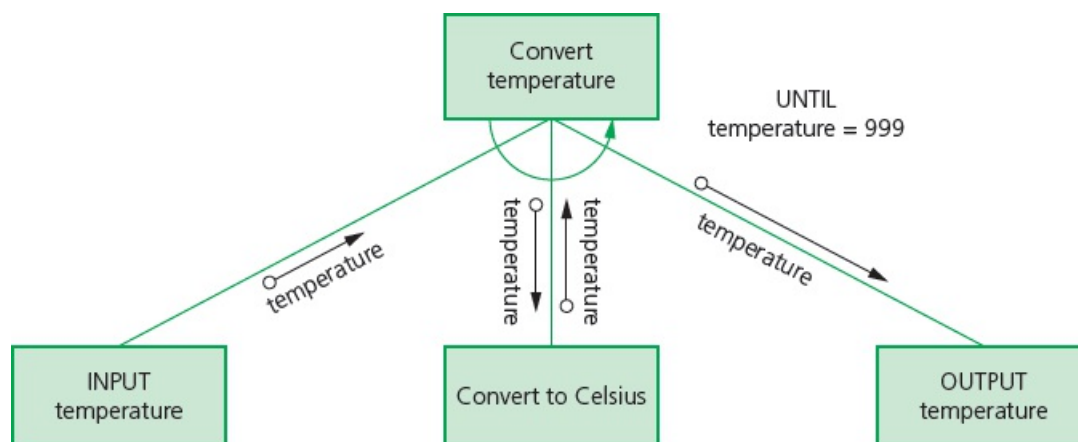 Convert
temperature
UNTIL
temperature = 999
temperature
temperature
temperature
temperature
INPUT
temperature
Convert to Celsius
OUTPUT
temperature